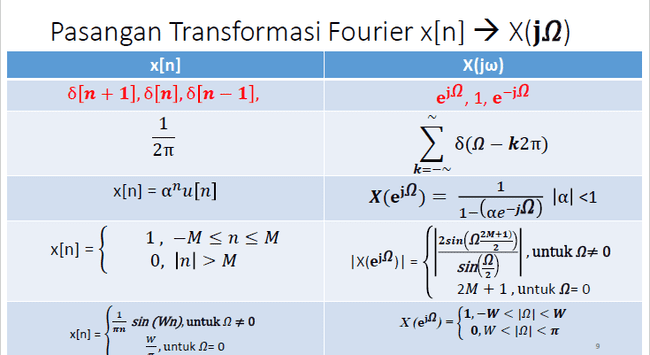 Pasangan Transformasi Fourier x[n] → X(jΩ)
x[n] X(jω)
δ[n + 1], δ[n], δ[n − 1], e^jΩ, 1, e^−jΩ
1/2π ∑_{k=−~}^{~} δ(Ω − k2π)
x[n] = αⁿu[n] X(e^jΩ) = 1/(1−(αe^−jΩ)) |α| <1
x[n] = { 1, −M ≤ n ≤ M |X(e^jΩ)| = { |2sin(Ω^(2M+1)/2)/sin(Ω/2)|, untuk Ω≠ 0
0, |n| > M 2M + 1, untuk Ω= 0
x[n] = { 1/πn sin (Wn), untuk Ω ≠ 0 X(e^jΩ) = { 1, −W < |Ω| < W
W/, untuk Ω= 0 0, W < |Ω| < π
9